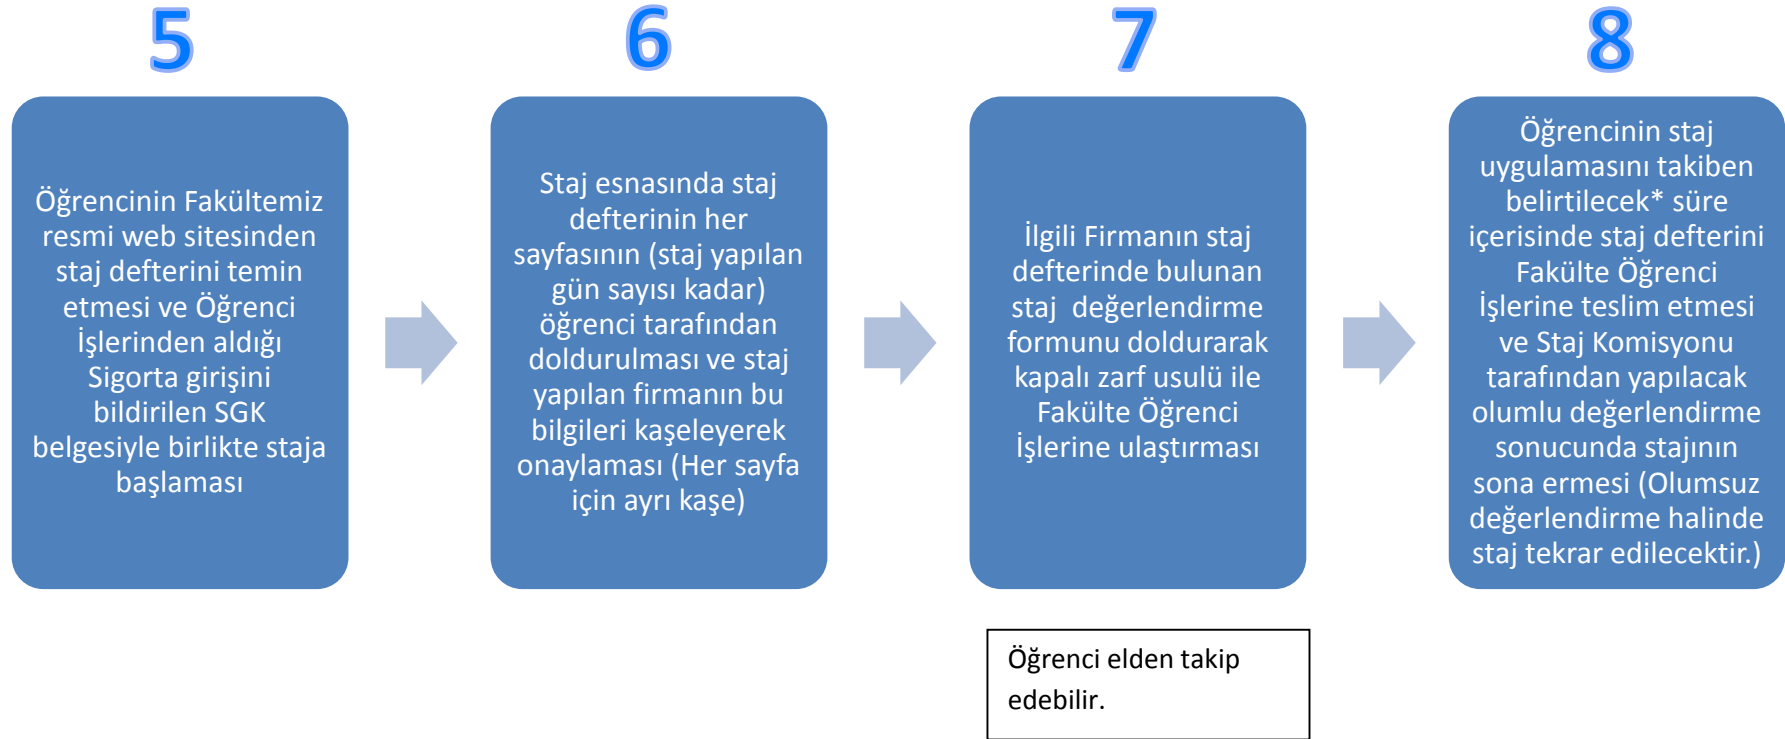 5
6
7
8
Öğrencinin Fakültemiz
resmi web sitesinden
staj defterini temin
etmesi ve Öğrenci
İşlerinden aldığı
Sigorta girişini
bildirilen SGK
belgesiyle birlikte staja
başlaması
Staj esnasında staj
defterinin her
sayfasının (staj yapılan
gün sayısı kadar)
öğrenci tarafından
doldurulması ve staj
yapılan firmanın bu
bilgileri kaşeleyerek
onaylaması (Her sayfa
için ayrı kaşe)
İlgili Firmanın staj
defterinde bulunan
staj  değerlendirme
formunu doldurarak
kapalı zarf usulü ile
Fakülte Öğrenci
İşlerine ulaştırması
Öğrencinin staj
uygulamasını takiben
belirtilecek* süre
içerisinde staj defterini
Fakülte Öğrenci
İşlerine teslim etmesi
ve Staj Komisyonu
tarafından yapılacak
olumlu değerlendirme
sonucunda stajının
sona ermesi (Olumsuz
değerlendirme halinde
staj tekrar edilecektir.)
Öğrenci elden takip
edebilir.